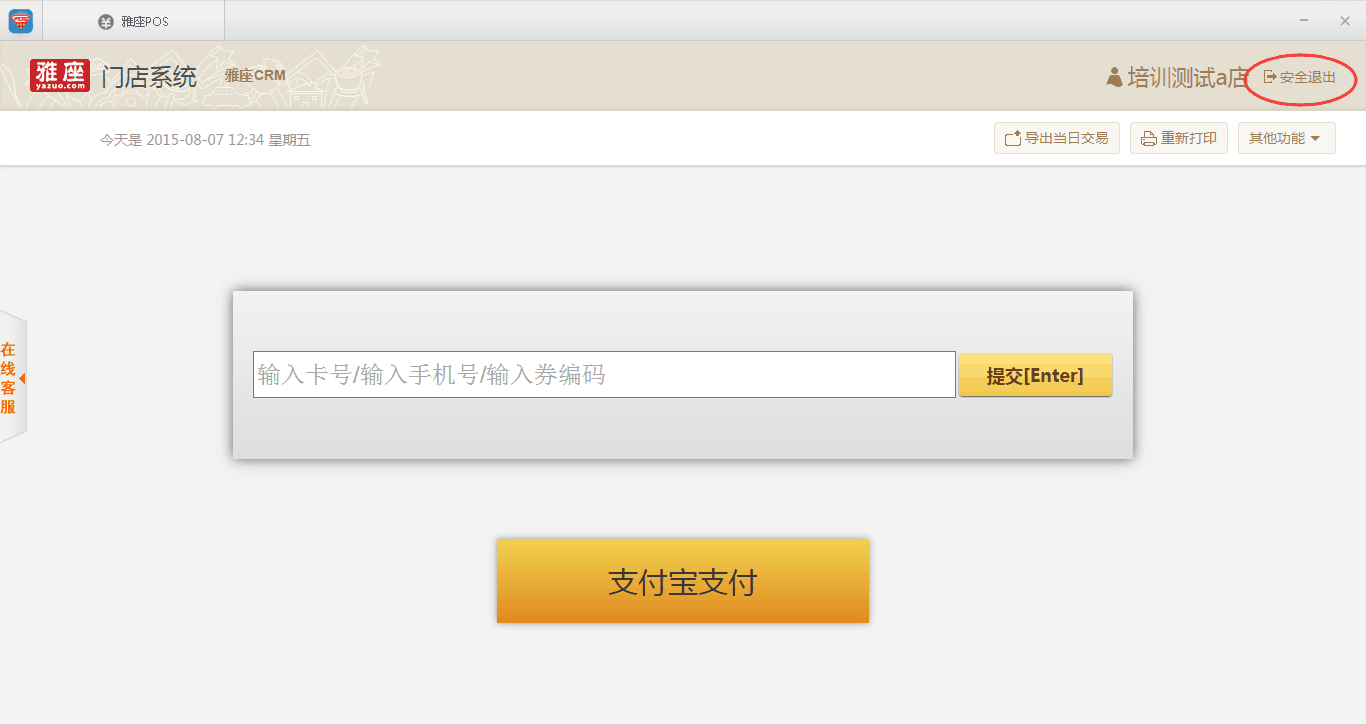 雅座POS
雅座
yazuo.com
门店系统
雅座CRM
培训测试a店
安全退出
今天是 2015-08-07 12:34 星期五
导出当日交易
重新打印
其他功能
在线客服
输入卡号/输入手机号/输入券编码
提交[Enter]
支付宝支付